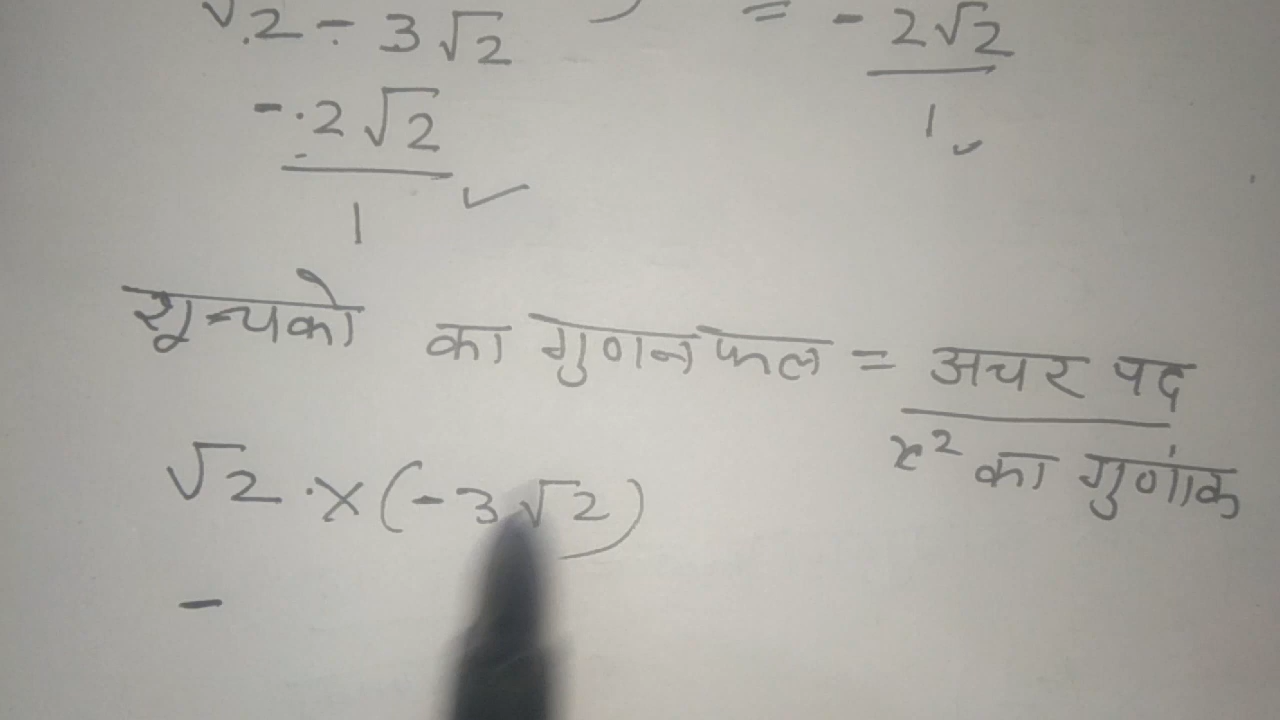 √2 - 3√2 = - 2√2
- 2√2 / 1 ✓ 1 ✓
शून्यको का गुणनफल = अचर पद / x² का गुणांक
√2 · × (- 3√2)
-